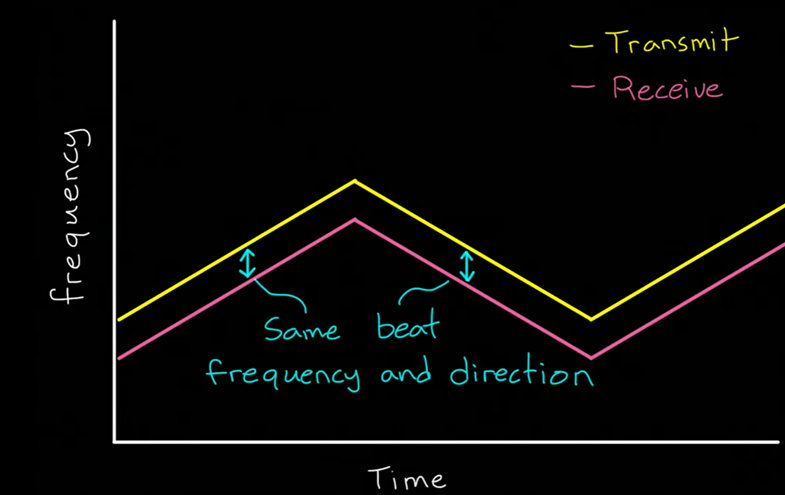 — Transmit
— Receive
frequency
Same beat
frequency and direction
Time